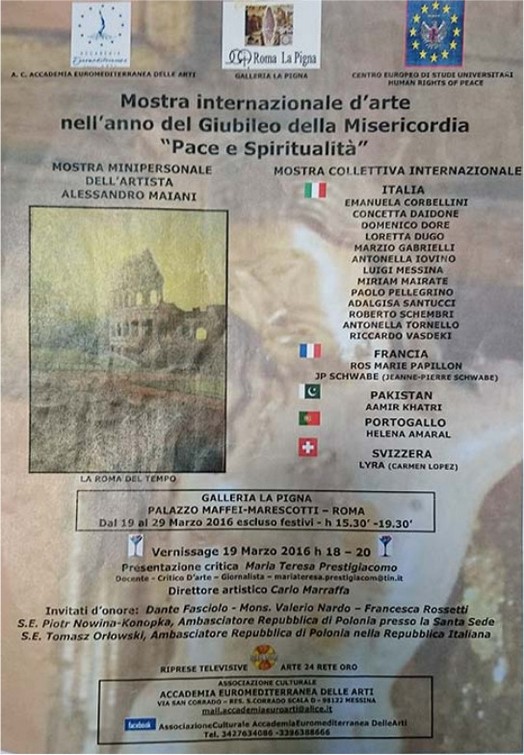 ACCADEMIA
Euromediterranea
Roma La Pigna
A. C. ACCADEMIA EUROMEDITERRANEA DELLE ARTI
GALLERIA LA PIGNA
CENTRO EUROPEO DI STUDI UNIVERSITARI
HUMAN RIGHTS OF PEACE
Mostra internazionale d'arte
nell'anno del Giubileo della Misericordia
"Pace e Spiritualità"
MOSTRA MINIPERSONALE
DELL'ARTISTA
ALESSANDRO MAIANI
LA ROMA DEL TEMPO
MOSTRA COLLETTIVA INTERNAZIONALE
ITALIA
EMANUELA CORBELLINI
CONCETTA DAIDONE
DOMENICO DORE
LORETTA DUGO
MARZIO GABRIELLI
ANTONELLA IOVINO
LUIGI MESSINA
MIRIAM MAIRATE
PAOLO PELLEGRINO
ADALGISA SANTUCCI
ROBERTO SCHEMBRI
ANTONELLA TORNELLO
RICCARDO VASDEKI
FRANCIA
ROS MARIE PAPILLON
JP SCHWABE (JEANNE-PIERRE SCHWABE)
PAKISTAN
AAMIR KHATRI
PORTOGALLO
HELENA AMARAL
SVIZZERA
LYRA (CARMEN LOPEZ)
GALLERIA LA PIGNA
PALAZZO MAFFEI-MARESCOTTI – ROMA
Dal 19 al 29 Marzo 2016 escluso festivi - h 15.30' -19.30'
Vernissage 19 Marzo 2016 h 18 – 20
Presentazione critica Maria Teresa Prestigiacomo
Docente - Critico D'arte – Giornalista – mariateresa.prestigiacom@tin.it
Direttore artistico Carlo Marraffa
Invitati d'onore: Dante Fasciolo - Mons. Valerio Nardo – Francesca Rossetti
S.E. Piotr Nowina-Konopka, Ambasciatore Repubblica di Polonia presso la Santa Sede
S.E. Tomasz Orłowski, Ambasciatore Repubblica di Polonia nella Repubblica Italiana
RIPRESE TELEVISIVE ARTE 24 RETE ORO
ASSOCIAZIONE CULTURALE
ACCADEMIA EUROMEDITERRANEA DELLE ARTI
VIA SAN CORRADO – RES. S.CORRADO SCALA D – 98122 MESSINA
mail.accademiaeuroarti@alice.it
facebook AssociazioneCulturale AccademiaEuromediterranea DelleArti
Tel. 3427634086 -3396388666